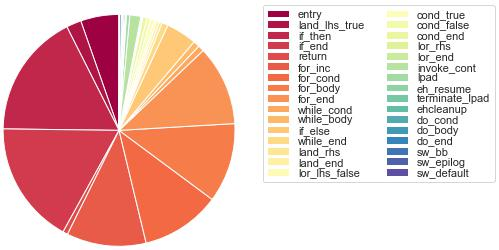 entry
land_lhs_true
if_then
if_end
return
for_inc
for_cond
for_body
for_end
while_cond
while_body
if_else
while_end
land_rhs
land_end
lor_lhs_false
cond_true
cond_false
cond_end
lor_rhs
lor_end
invoke_cont
lpad
eh_resume
terminate_lpad
ehcleanup
do_cond
do_body
do_end
sw_bb
sw_epilog
sw_default